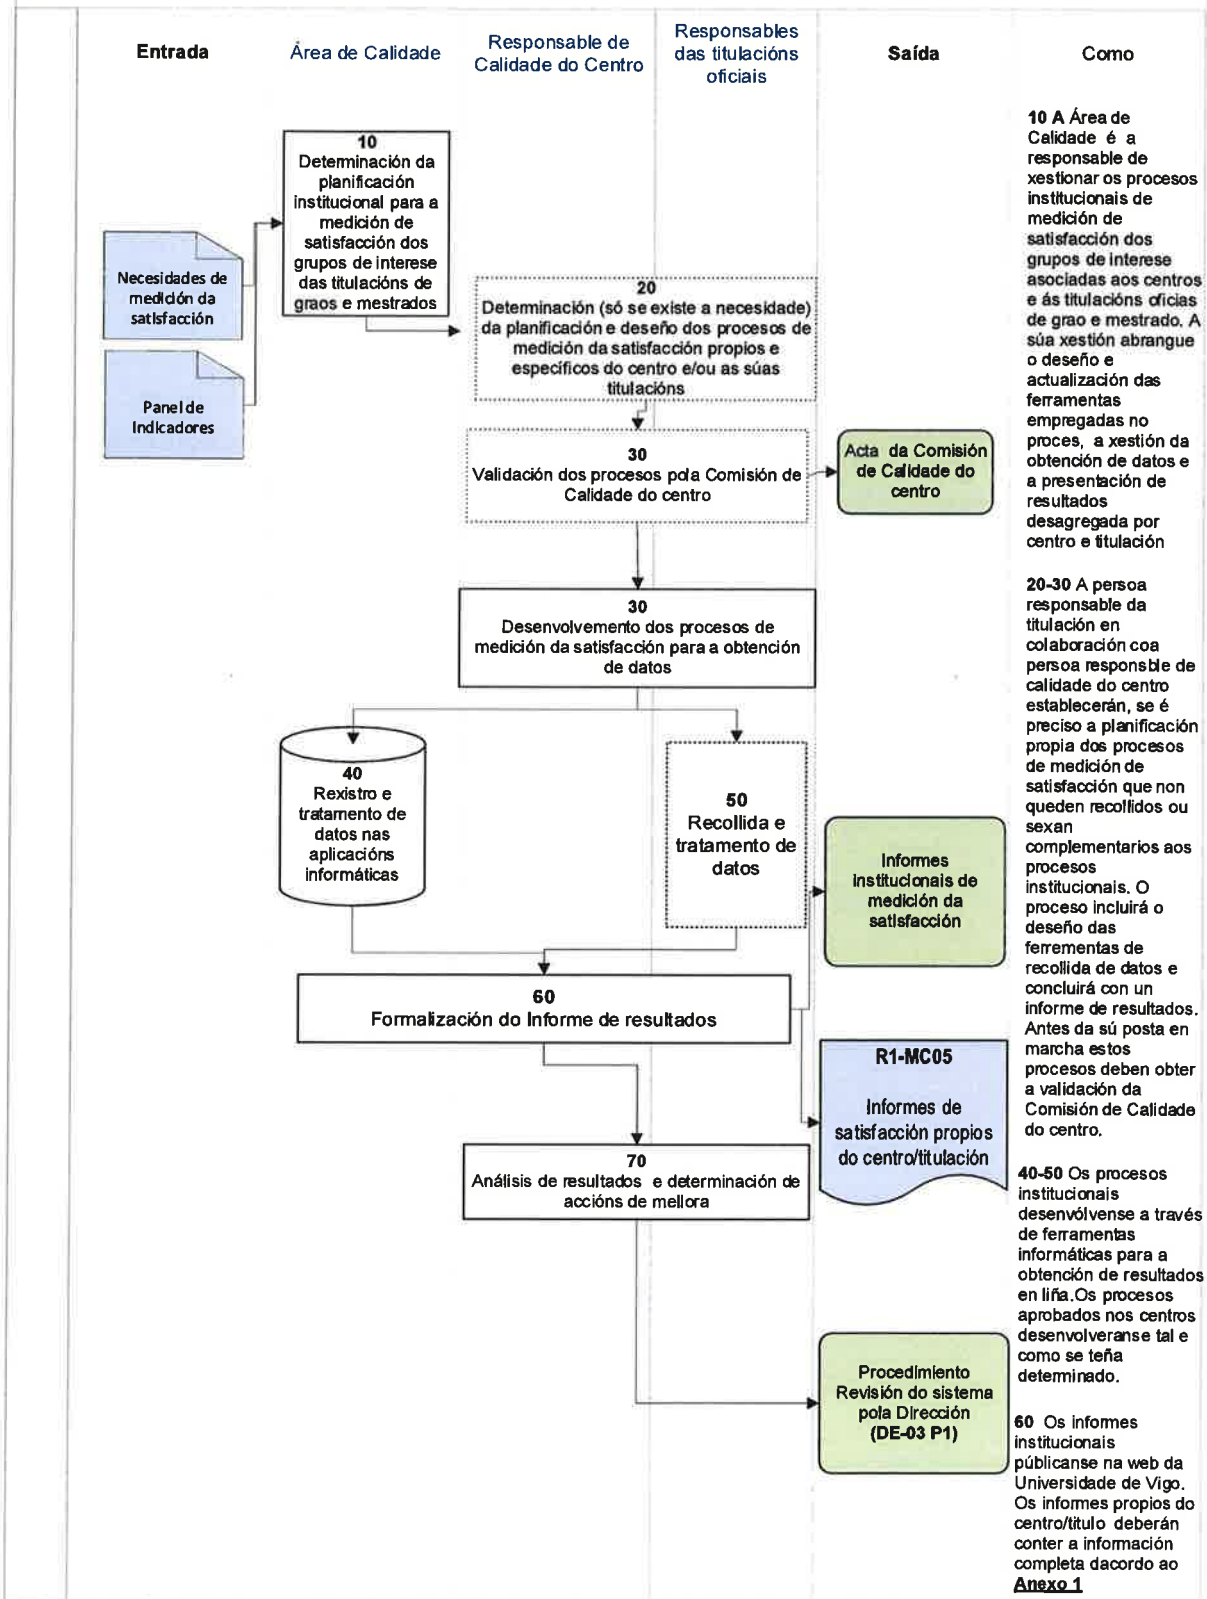 Entrada
Área de Calidade
Responsable de
Calidade do Centro
Responsables
das titulacións
oficiais
Saída
Como
10
Determinación da
planificación
institucional para a
medición de
satisfacción dos
grupos de interese
das titulacións de
graos e mestrados
Necesidades de
medición da
satisfacción
Panel de
Indicadores
20
Determinación (só se existe a necesidade)
da planificación e deseño dos procesos de
medición da satisfacción propios e
específicos do centro e/ou as súas
titulacións
30
Validación dos procesos pola Comisión de
Calidade do centro
Acta da Comisión
de Calidade do
centro
30
Desenvolvemento dos procesos de
medición da satisfacción para a obtención
de datos
40
Rexistro e
tratamento de
datos nas
aplicacións
informáticas
50
Recollida e
tratamento de
datos
Informes
institucionais de
medición da
satisfacción
60
Formalización do Informe de resultados
R1-MC05
Informes de
satisfacción propios
do centro/titulación
70
Análisis de resultados e determinación de
accións de mellora
Procedimiento
Revisión do sistema
pola Dirección
(DE-03 P1)
10 A Área de
Calidade é a
responsable de
xestionar os procesos
institucionais de
medición de
satisfacción dos
grupos de interese
asociadas aos centros
e ás titulacións oficias
de grao e mestrado. A
súa xestión abrangue
o deseño e
actualización das
ferramentas
empregadas no
proces, a xestión da
obtención de datos e
a presentación de
resultados
desagregada por
centro e titulación
20-30 A persoa
responsable da
titulación en
colaboración coa
persoa responsble de
calidade do centro
establecerán, se é
preciso a planificación
propia dos procesos
de medición de
satisfacción que non
queden recollidos ou
sexan
complementarios aos
procesos
institucionais. O
proceso incluirá o
deseño das
ferrementas de
recollida de datos e
concluirá con un
informe de resultados.
Antes da sú posta en
marcha estos
procesos deben obter
a validación da
Comisión de Calidade
do centro.
40-50 Os procesos
institucionais
desenvólvense a través
de ferramentas
informáticas para a
obtención de resultados
en liña.Os procesos
aprobados nos centros
desenvolveranse tal e
como se teña
determinado.
60 Os informes
institucionais
públicanse na web da
Universidade de Vigo.
Os informes propios do
centro/titulo deberán
conter a información
completa dacordo ao
Anexo 1